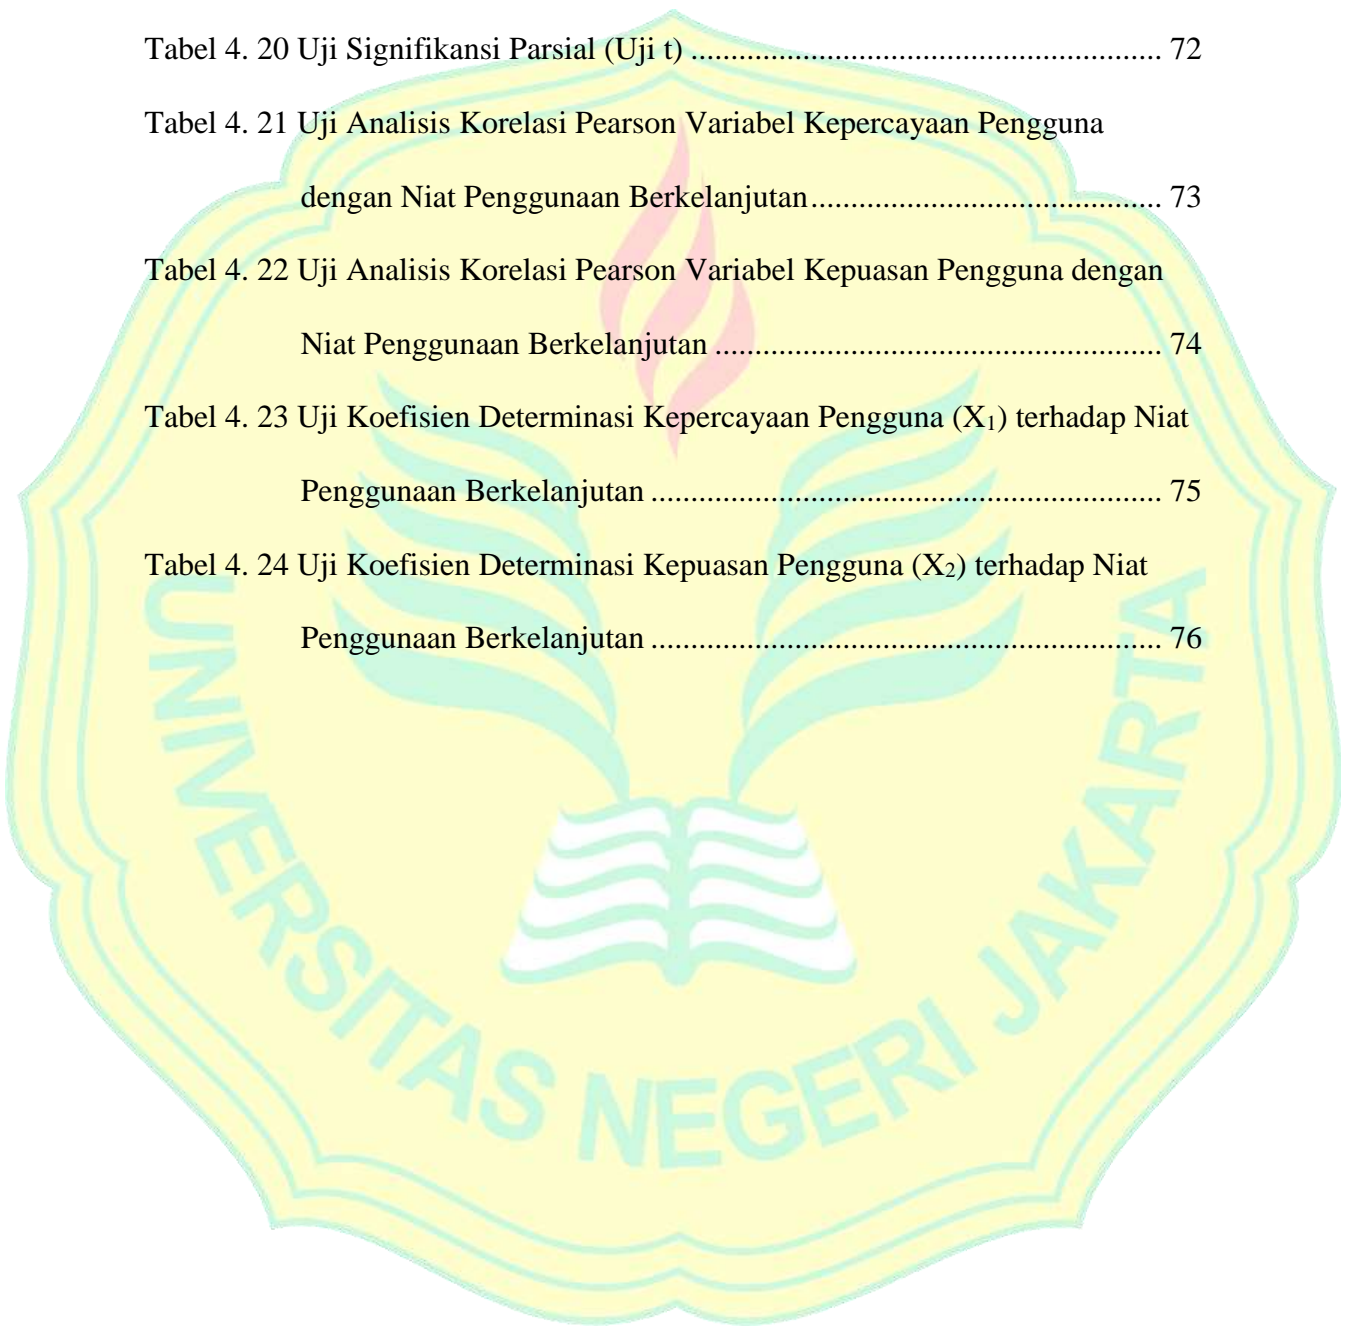 Tabel 4. 20 Uji Signifikansi Parsial (Uji t) ........................................................... 72
Tabel 4. 21 Uji Analisis Korelasi Pearson Variabel Kepercayaan Pengguna
dengan Niat Penggunaan Berkelanjutan............................................ 73
Tabel 4. 22 Uji Analisis Korelasi Pearson Variabel Kepuasan Pengguna dengan
Niat Penggunaan Berkelanjutan ........................................................ 74
Tabel 4. 23 Uji Koefisien Determinasi Kepercayaan Pengguna (X₁) terhadap Niat
Penggunaan Berkelanjutan ................................................................ 75
Tabel 4. 24 Uji Koefisien Determinasi Kepuasan Pengguna (X₂) terhadap Niat
Penggunaan Berkelanjutan ................................................................ 76
UNIVERSITAS NEGERI JAKARTA